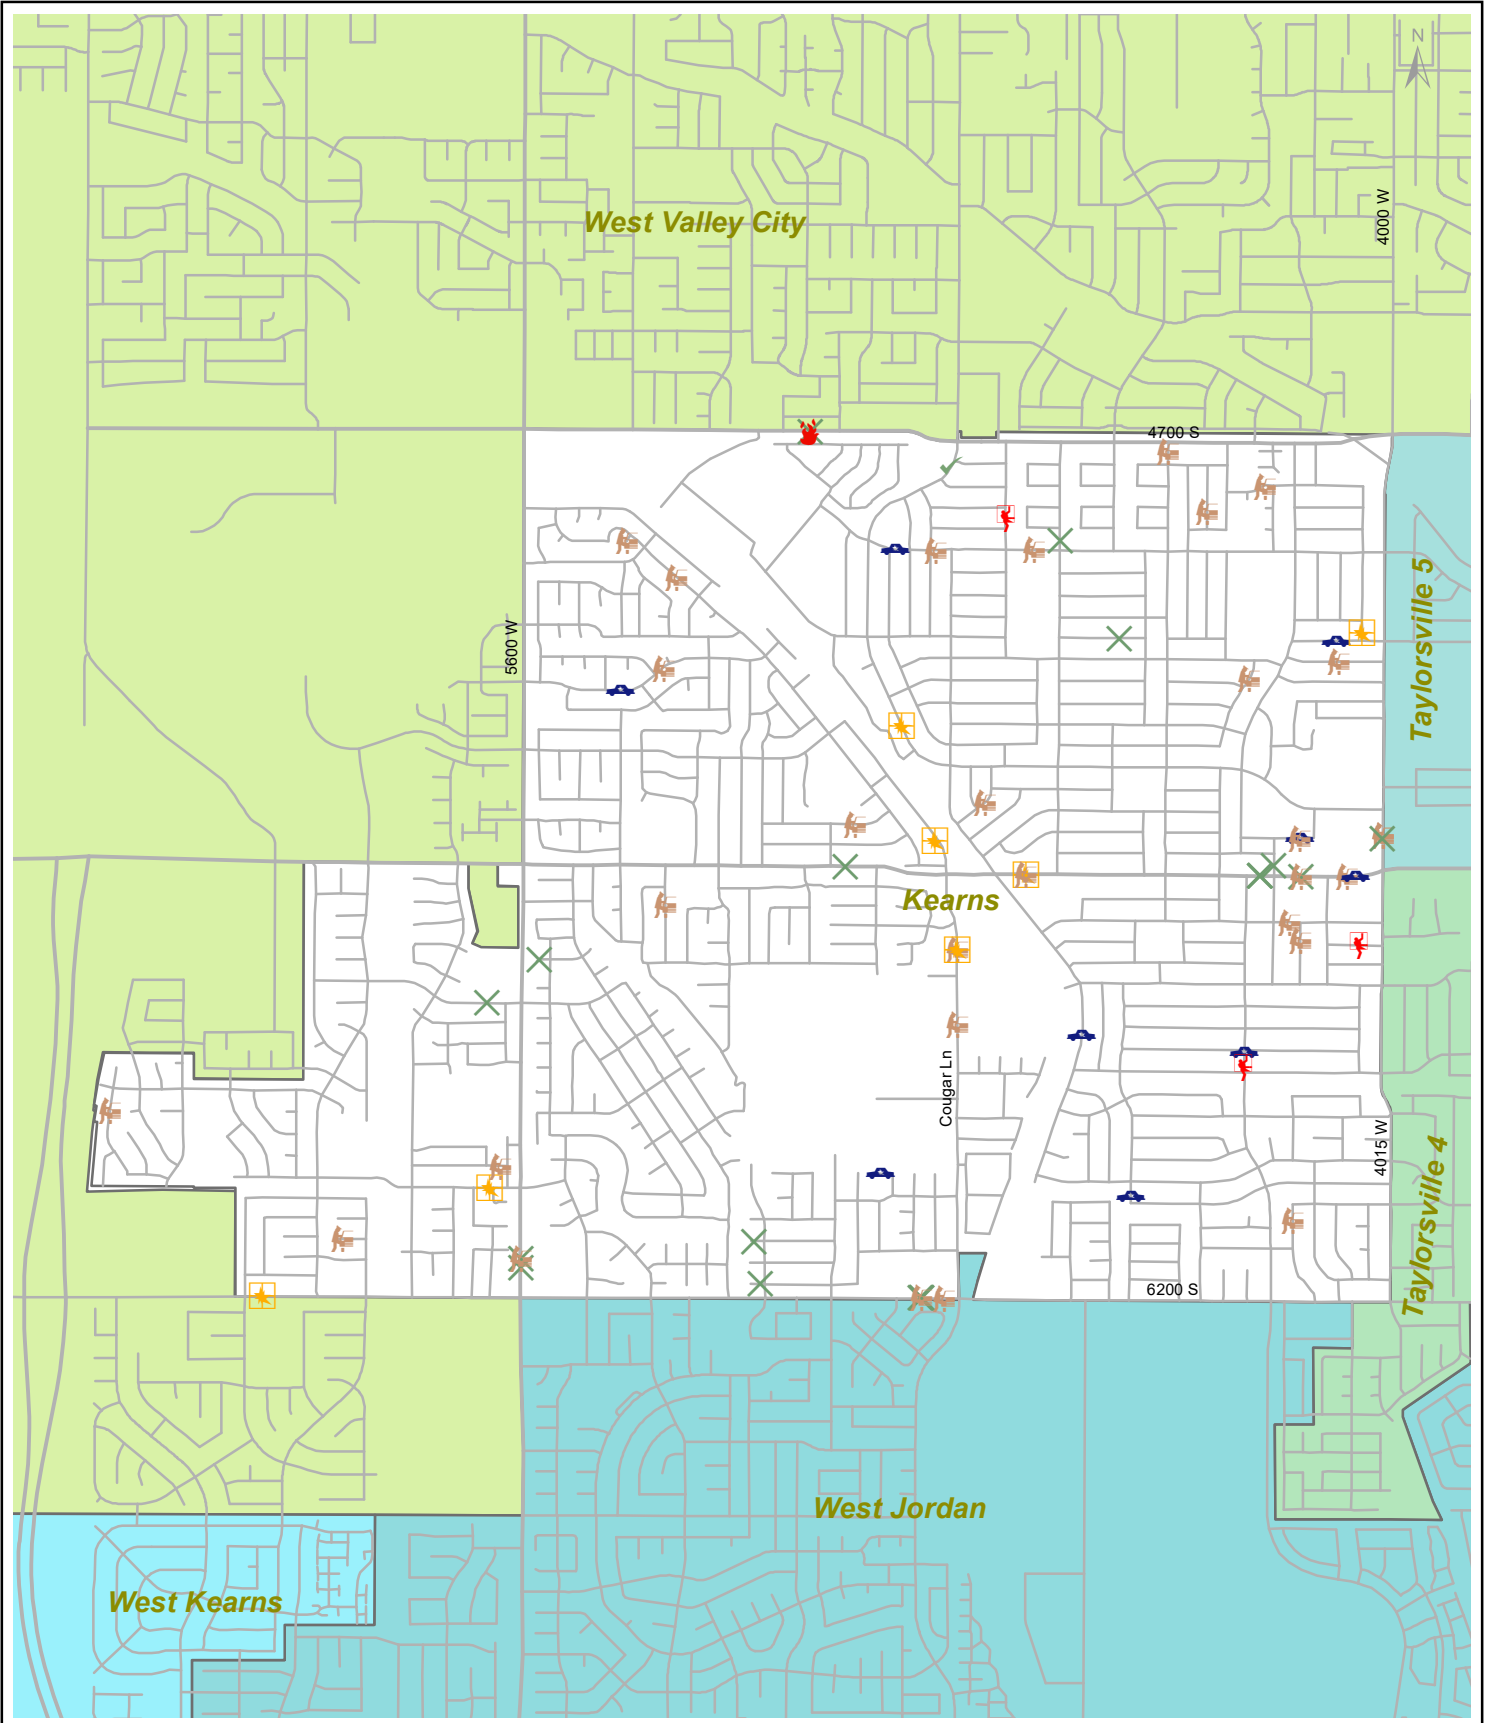 N
West Valley City
4000 W
4700 S
Taylorsville 5
5600 W
Kearns
Cougar Ln
4015 W
Taylorsville 4
6200 S
West Jordan
West Kearns